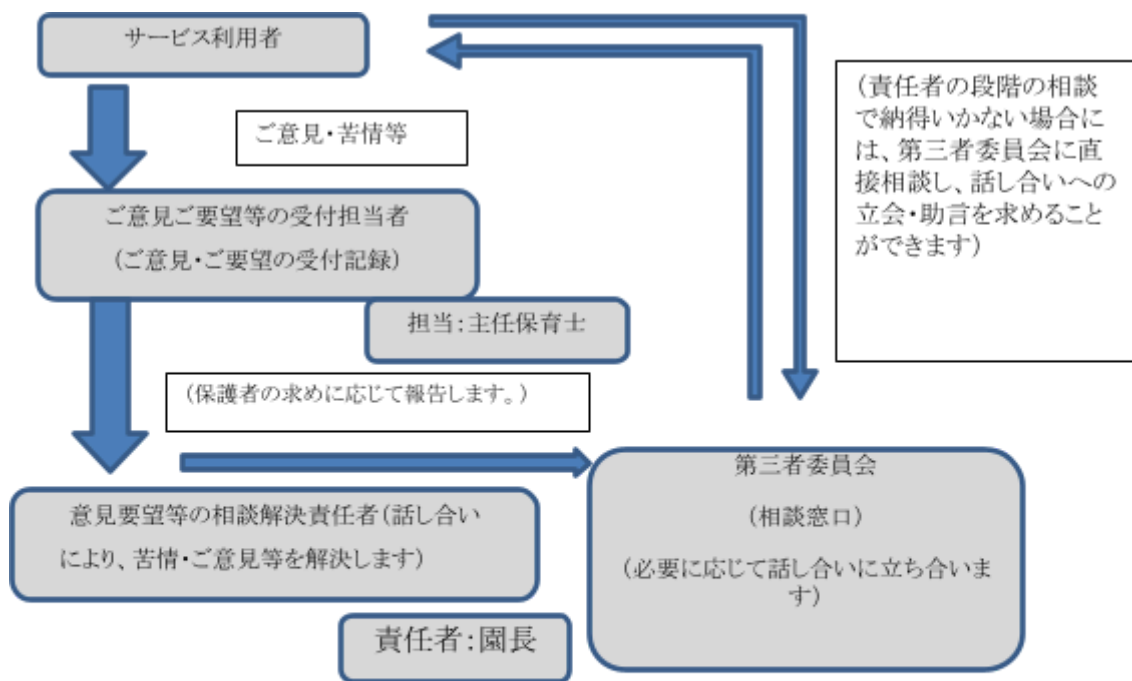 サービス利用者
ご意見・苦情等
(責任者の段階の相談
で納得いかない場合に
は、第三者委員会に直
接相談し、話し合いへの
立会・助言を求めること
ができます)
ご意見ご要望等の受付担当者
(ご意見・ご要望の受付記録)
担当:主任保育士
(保護者の求めに応じて報告します。)
意見要望等の相談解決責任者(話し合い
により、苦情・ご意見等を解決します)
責任者:園長
第三者委員会
(相談窓口)
(必要に応じて話し合いに立ち合いま
す)